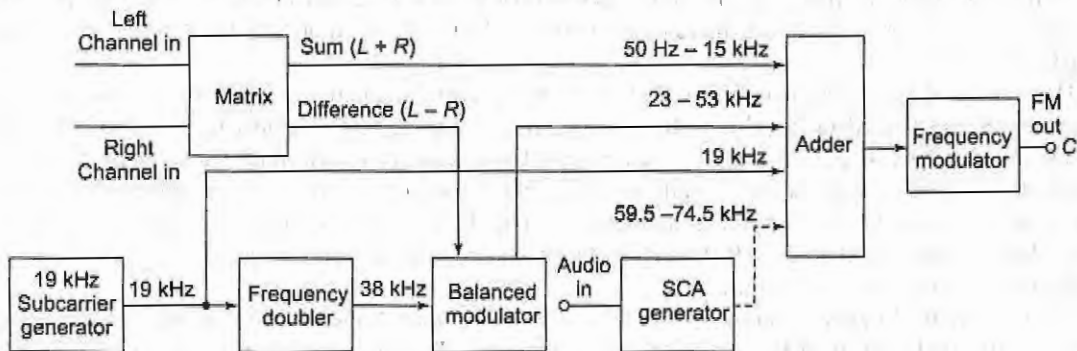 Left
Channel in
Matrix
Right
Channel in
Sum (L + R)
Difference (L – R)
50 Hz – 15 kHz
23 – 53 kHz
19 kHz
59.5 –74.5 kHz
Adder
Frequency
modulator
FM
out
C
19 kHz
Subcarrier
generator
19 kHz
Frequency
doubler
38 kHz
Balanced
modulator
Audio
in
SCA
generator